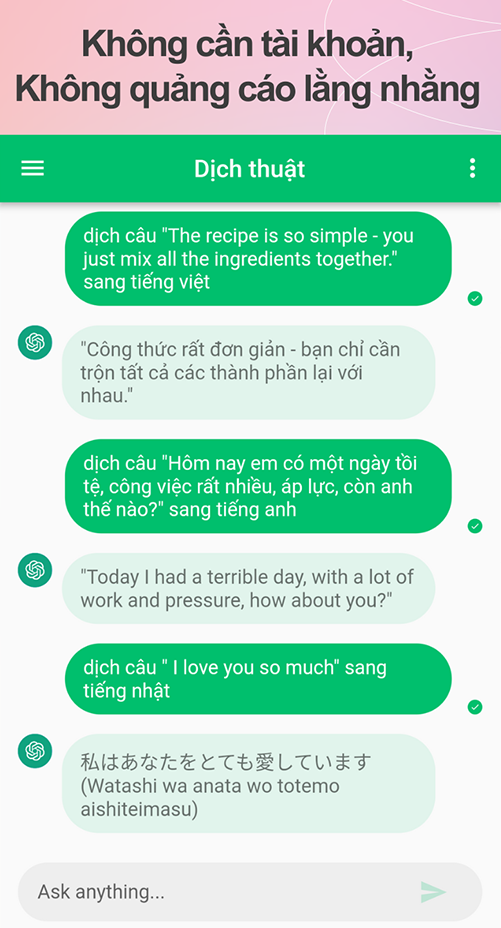 Không cần tài khoản,
Không quảng cáo lằng nhằng
Dịch thuật
dịch câu "The recipe is so simple - you
just mix all the ingredients together."
sang tiếng việt
"Công thức rất đơn giản - bạn chỉ cần
trộn tất cả các thành phần lại với
nhau."
dịch câu "Hôm nay em có một ngày tồi
tệ, công việc rất nhiều, áp lực, còn anh
thế nào?" sang tiếng anh
"Today I had a terrible day, with a lot of
work and pressure, how about you?"
dịch câu " I love you so much" sang
tiếng nhật
私はあなたをとても愛しています
(Watashi wa anata wo totemo
aishiteimasu)
Ask anything...